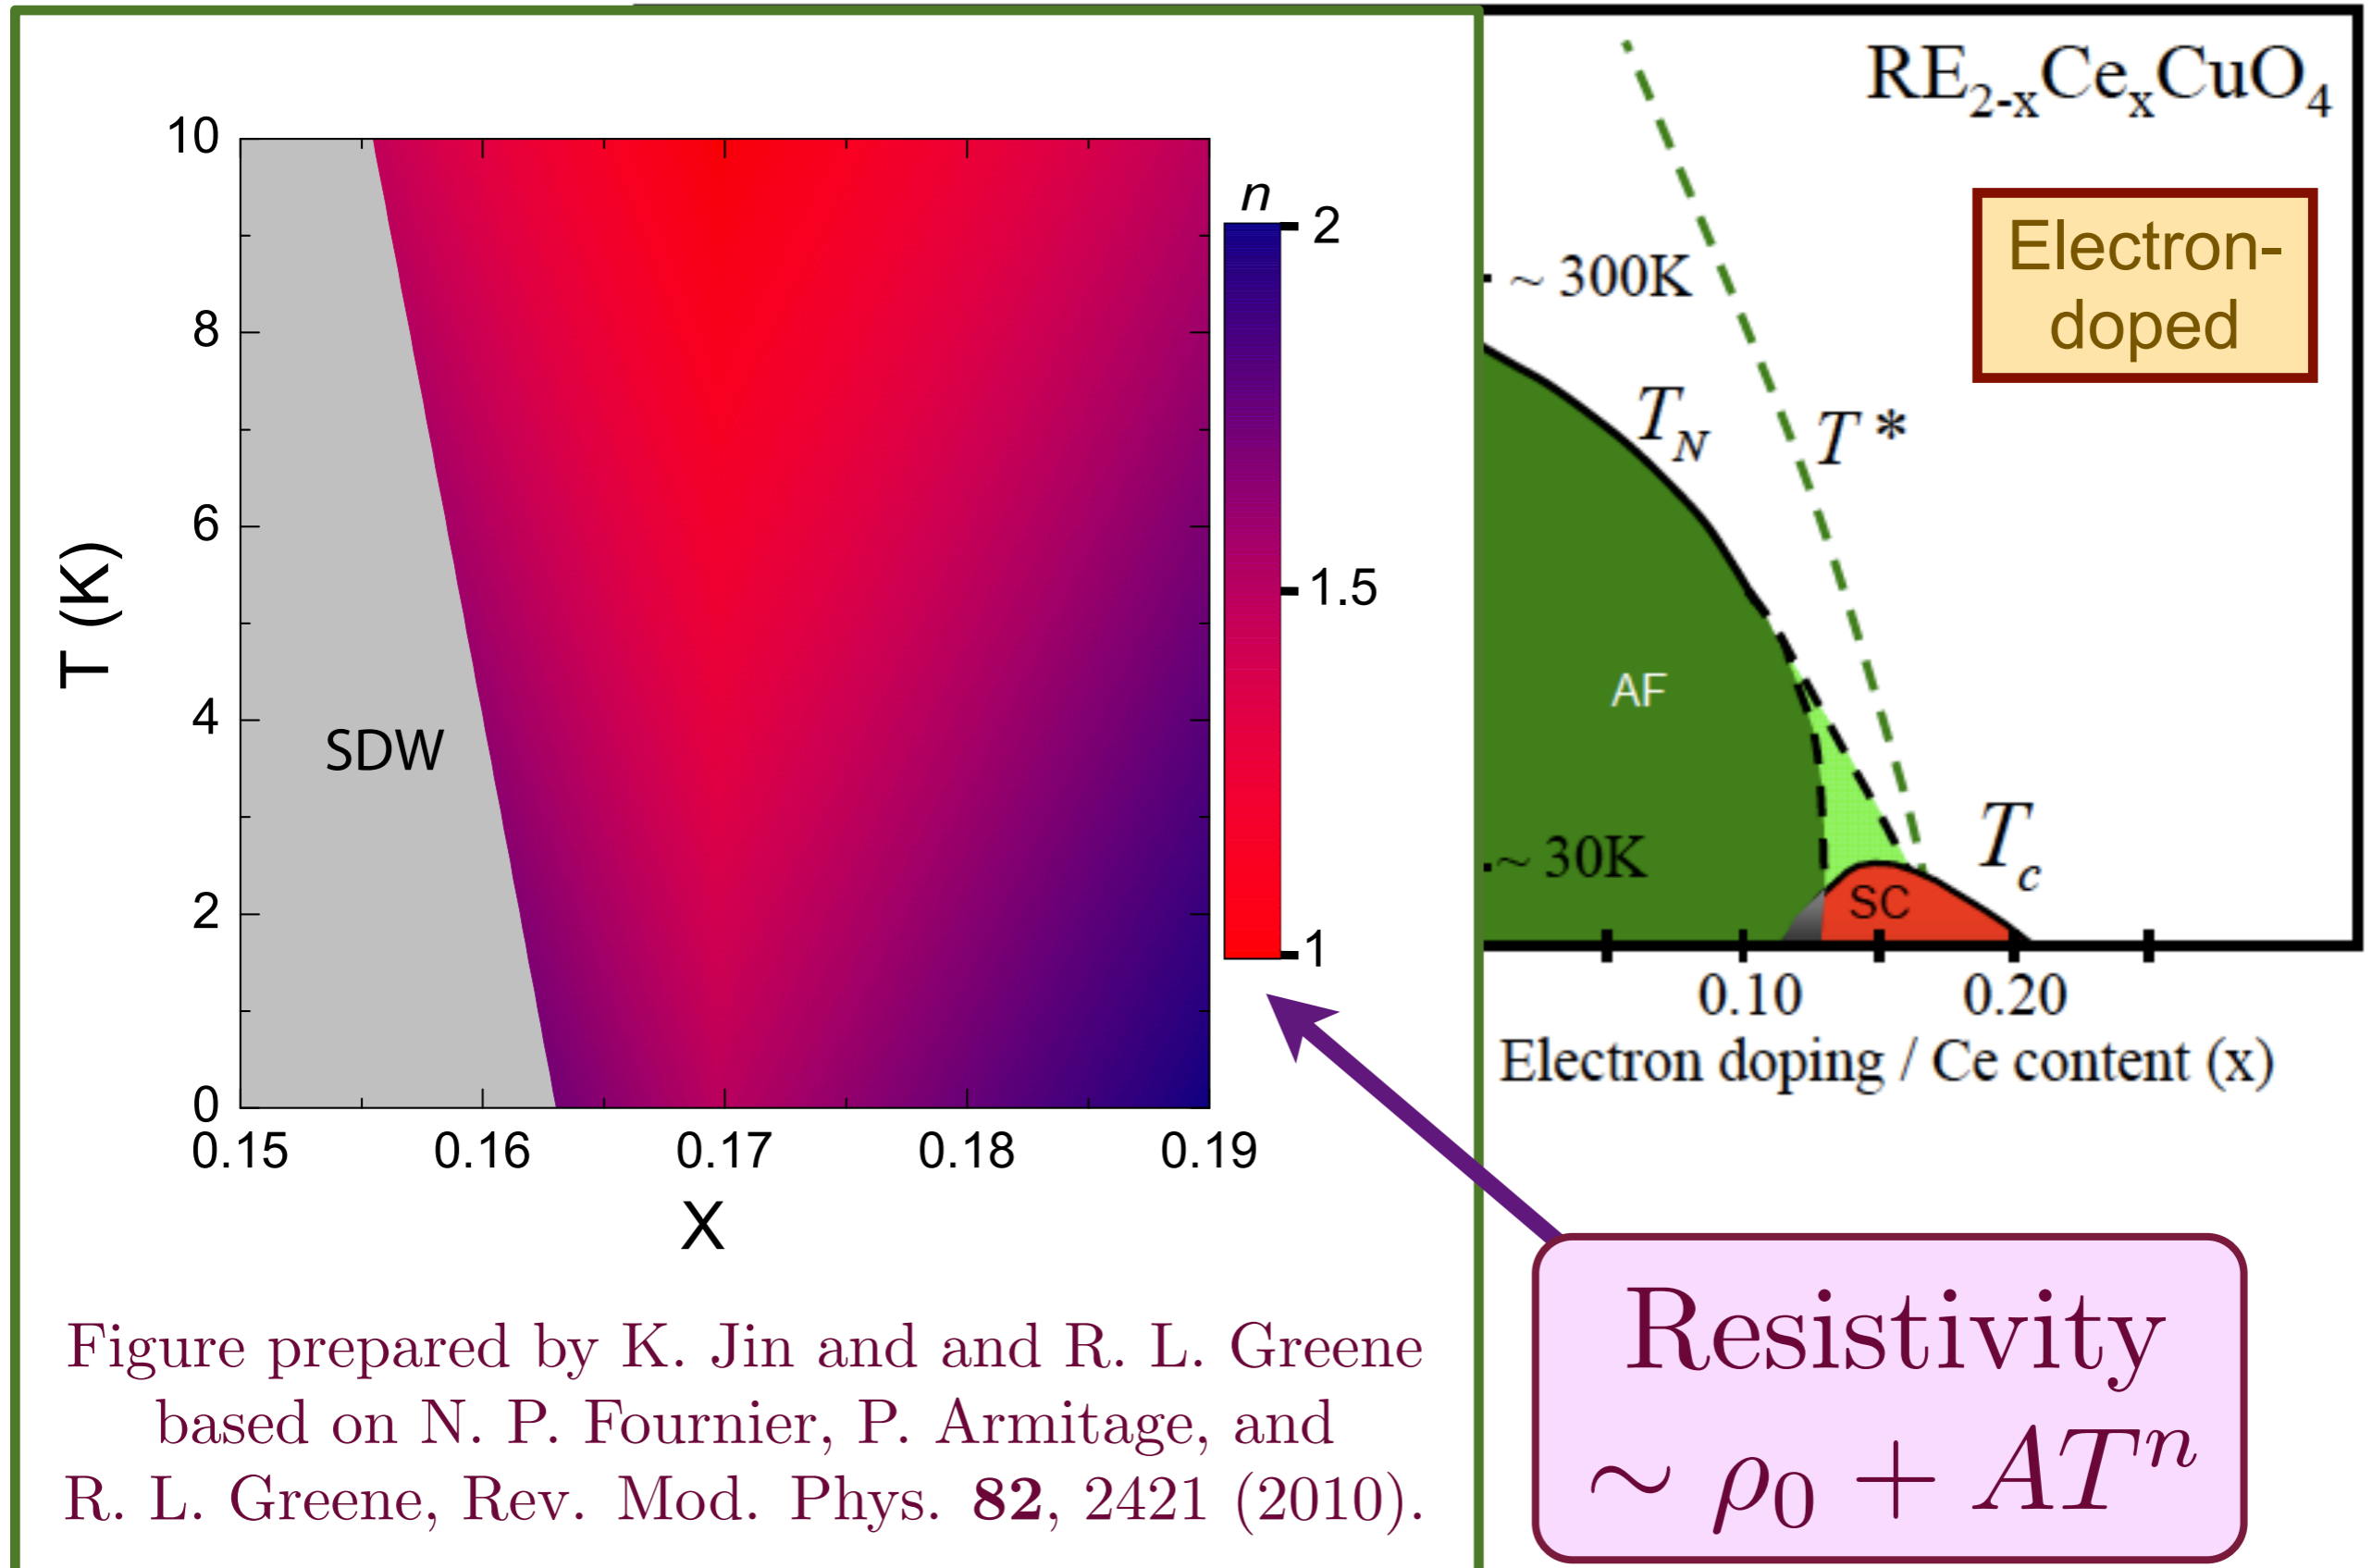 10
8
6
4
2
0
T (K)
SDW
0.15 0.16 0.17 0.18 0.19
X
n
2
1.5
1
RE2-xCexCuO4
Electron-
doped
~ 300K
TN
T*
AF
~ 30K
Tc
SC
0.10 0.20
Electron doping / Ce content (x)
Figure prepared by K. Jin and and R. L. Greene
based on N. P. Fournier, P. Armitage, and
R. L. Greene, Rev. Mod. Phys. 82, 2421 (2010).
Resistivity
∼ ρ0 + ATⁿ